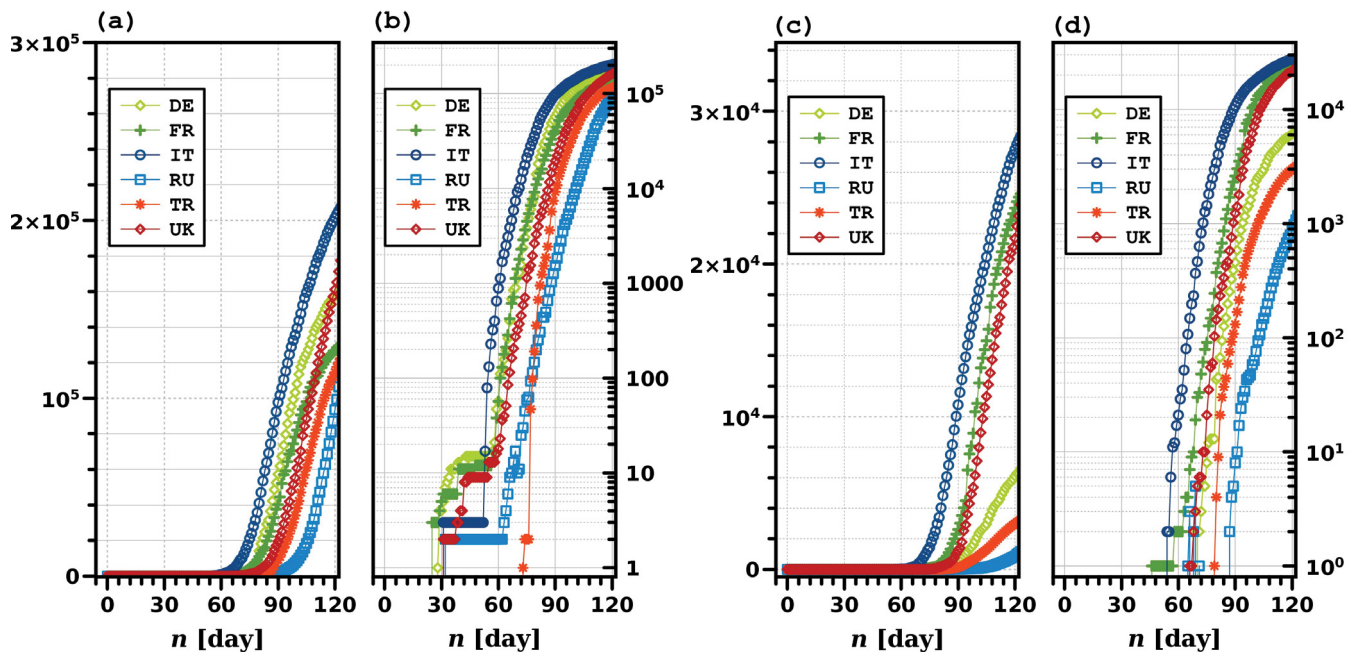 (a)
3×10⁵
2×10⁵
10⁵
0
DE
FR
IT
RU
TR
UK
0 30 60 90 120
n [day]
(b)
DE
FR
IT
RU
TR
UK
10⁵
10⁴
1000
100
10
1
0 30 60 90 120
n [day]
(c)
3×10⁴
2×10⁴
10⁴
0
DE
FR
IT
RU
TR
UK
0 30 60 90 120
n [day]
(d)
DE
FR
IT
RU
TR
UK
10⁴
10³
10²
10¹
10⁰
0 30 60 90 120
n [day]